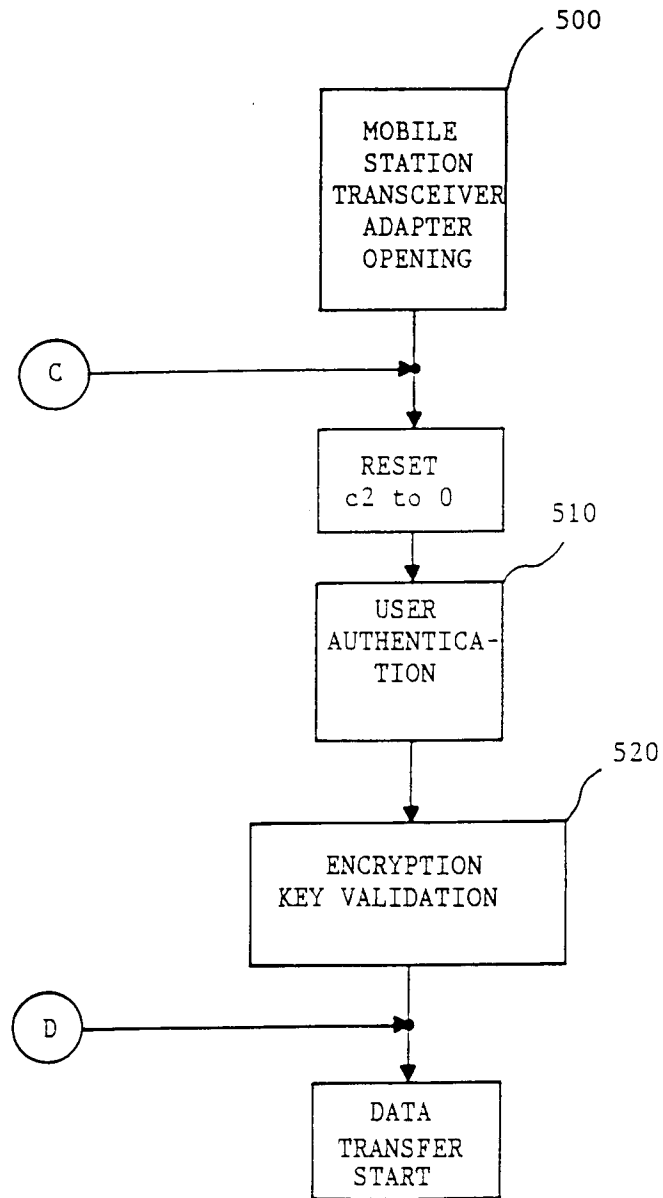 500
MOBILE
STATION
TRANSCEIVER
ADAPTER
OPENING
C
RESET
c2 to 0
510
USER
AUTHENTICA-
TION
520
ENCRYPTION
KEY VALIDATION
D
DATA
TRANSFER
START